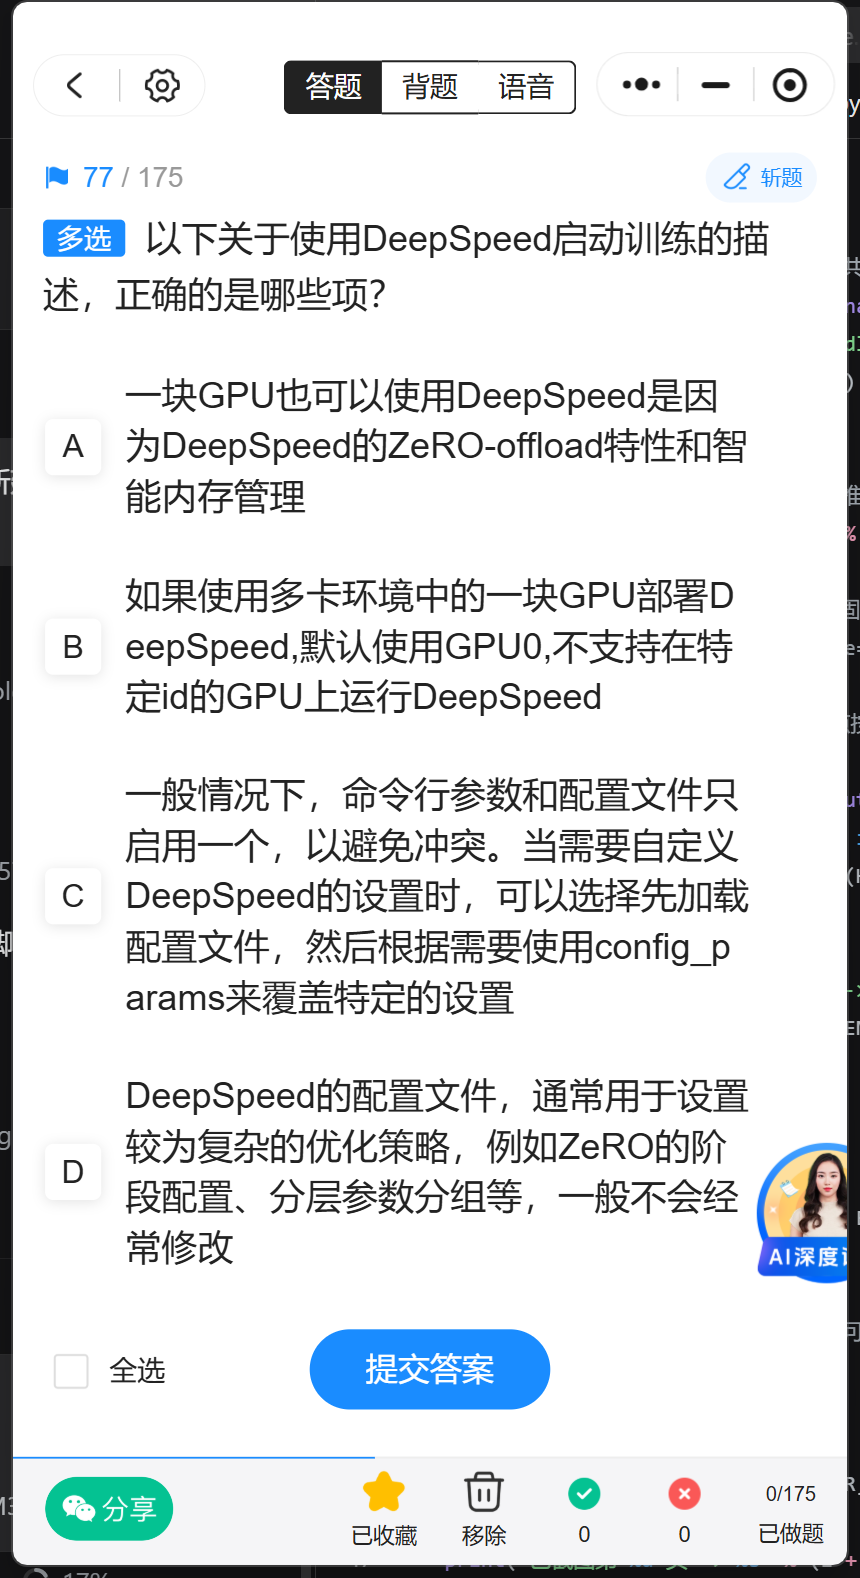 答题 背题 语音
77 / 175
斩题
多选 以下关于使用DeepSpeed启动训练的描
述，正确的是哪些项?
A
一块GPU也可以使用DeepSpeed是因
为DeepSpeed的ZeRO-offload特性和智
能内存管理
B
如果使用多卡环境中的一块GPU部署D
eepSpeed,默认使用GPU0,不支持在特
定id的GPU上运行DeepSpeed
C
一般情况下，命令行参数和配置文件只
启用一个，以避免冲突。当需要自定义
DeepSpeed的设置时，可以选择先加载
配置文件，然后根据需要使用config_p
arams来覆盖特定的设置
D
DeepSpeed的配置文件，通常用于设置
较为复杂的优化策略，例如ZeRO的阶
段配置、分层参数分组等，一般不会经
常修改
AI深度
全选
提交答案
分享
已收藏
移除
0
0
0/175
已做题